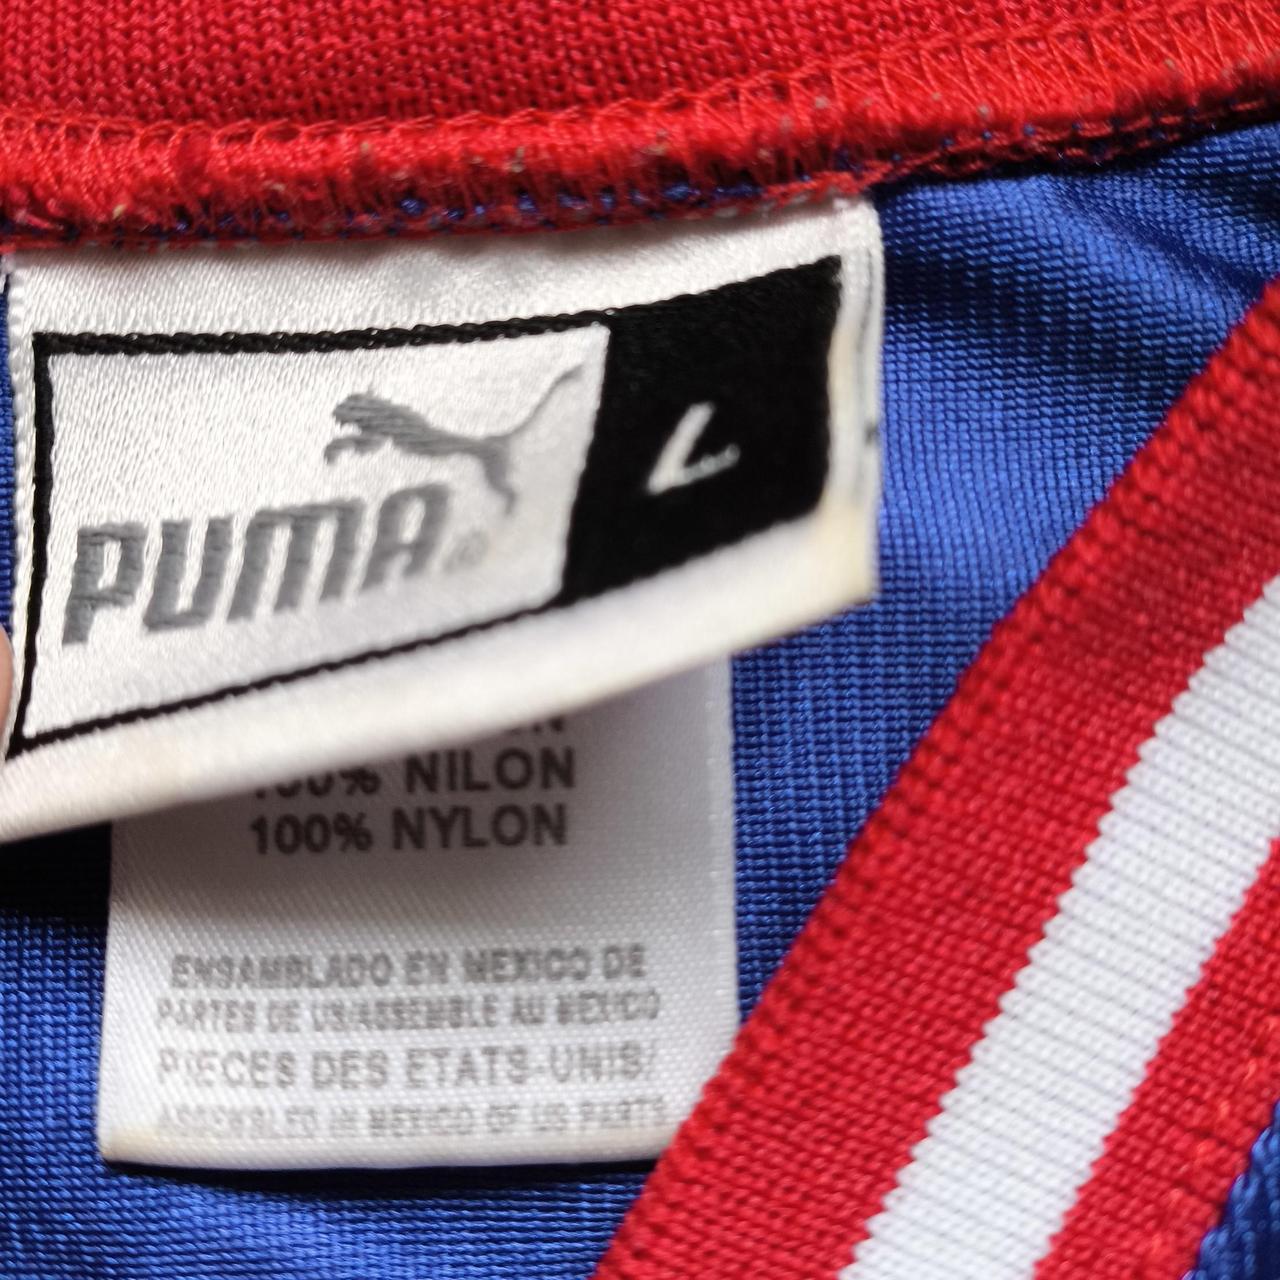 PUMA®
L
100% NILON
100% NYLON
ENSAMBLADO EN MEXICO DE
PARTES DE US/ASSEMBLE AU MEXICO
PIECES DES ETATS-UNIS/
ASSEMBLED IN MEXICO OF US PARTS